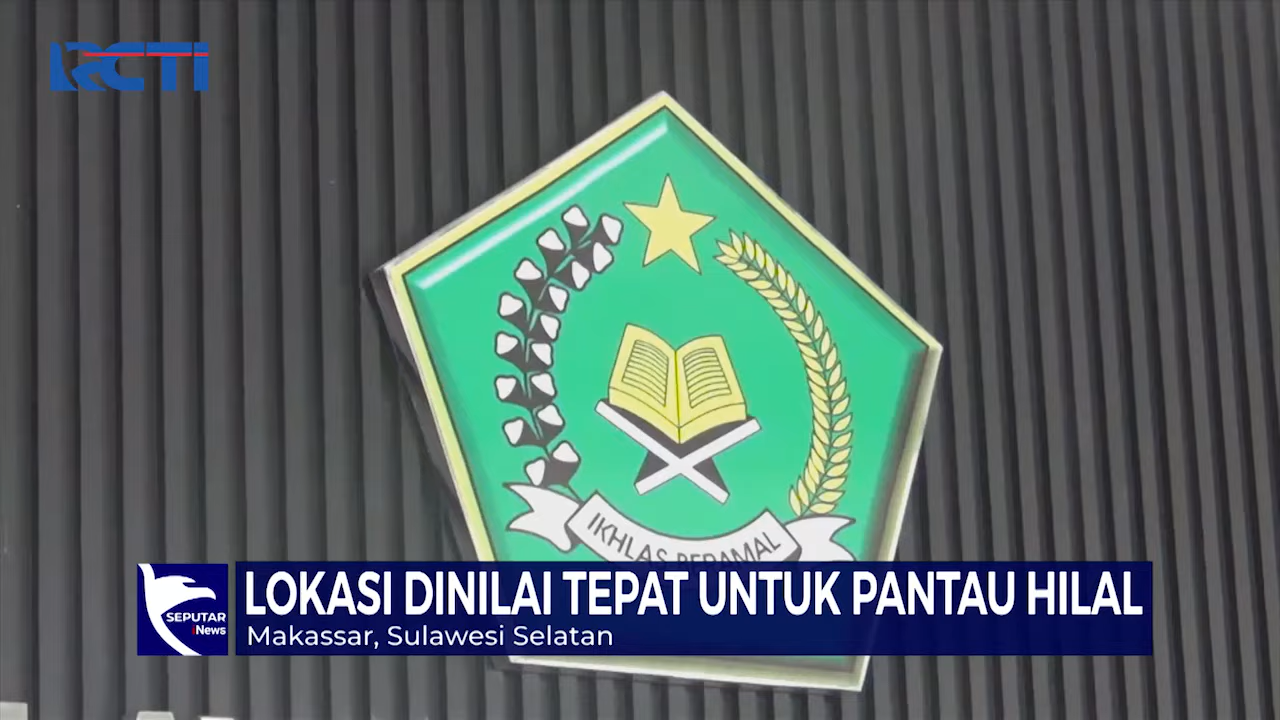 RCTI
IKHLAS BERAMAL
SEPUTAR
iNews
LOKASI DINILAI TEPAT UNTUK PANTAU HILAL
Makassar, Sulawesi Selatan